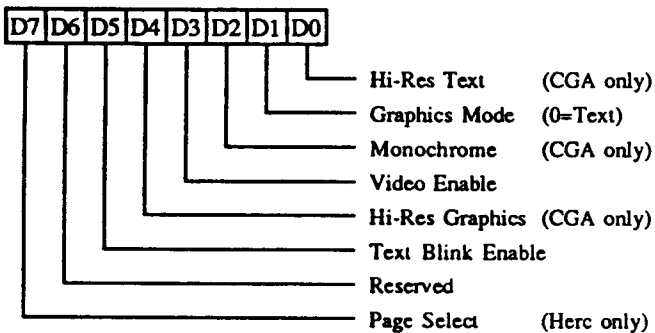 D7 D6 D5 D4 D3 D2 D1 D0
Hi-Res Text (CGA only)
Graphics Mode (0=Text)
Monochrome (CGA only)
Video Enable
Hi-Res Graphics (CGA only)
Text Blink Enable
Reserved
Page Select (Herc only)